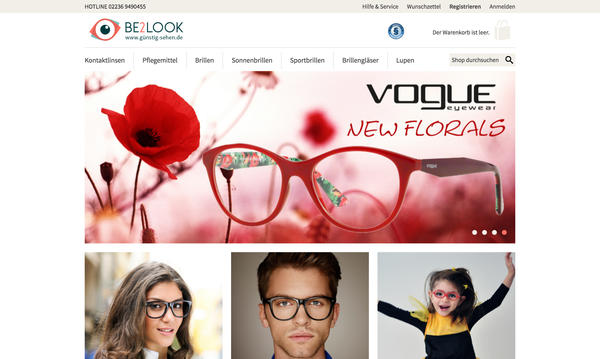 HOTLINE 02236 9490455
Hilfe & Service
Wunschzettel
Registrieren
Anmelden
BE2LOOK
www.günstig-sehen.de
Der Warenkorb ist leer.
Kontaktlinsen
Pflegemittel
Brillen
Sonnenbrillen
Sportbrillen
Brillengläser
Lupen
Shop durchsuchen
VOGUE
eyewear
NEW FLORALS